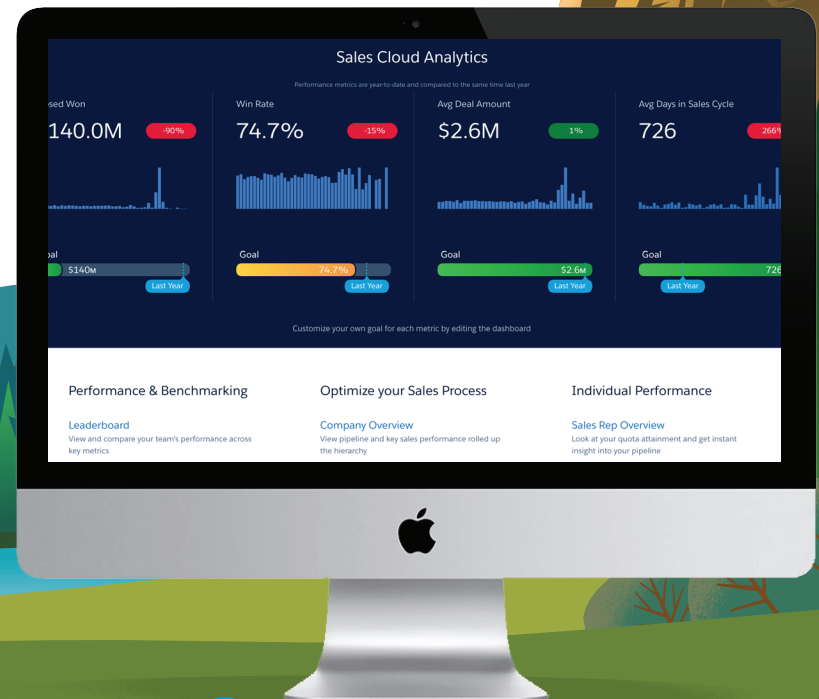 Sales Cloud Analytics
Performance metrics are year-to-date and compared to the same time last year
sed Won
Win Rate
Avg Deal Amount
Avg Days in Sales Cycle
140.0M
-90%
74.7%
-15%
$2.6M
1%
726
266%
al
Goal
Goal
Goal
$140M
74.7%
$2.6M
726
Last Year
Last Year
Last Year
Last Year
Customize your own goal for each metric by editing the dashboard
Performance & Benchmarking
Optimize your Sales Process
Individual Performance
Leaderboard
Company Overview
Sales Rep Overview
View and compare your team's performance across
key metrics
View pipeline and key sales performance rolled up
the hierarchy
Look at your quota attainment and get instant
insight into your pipeline